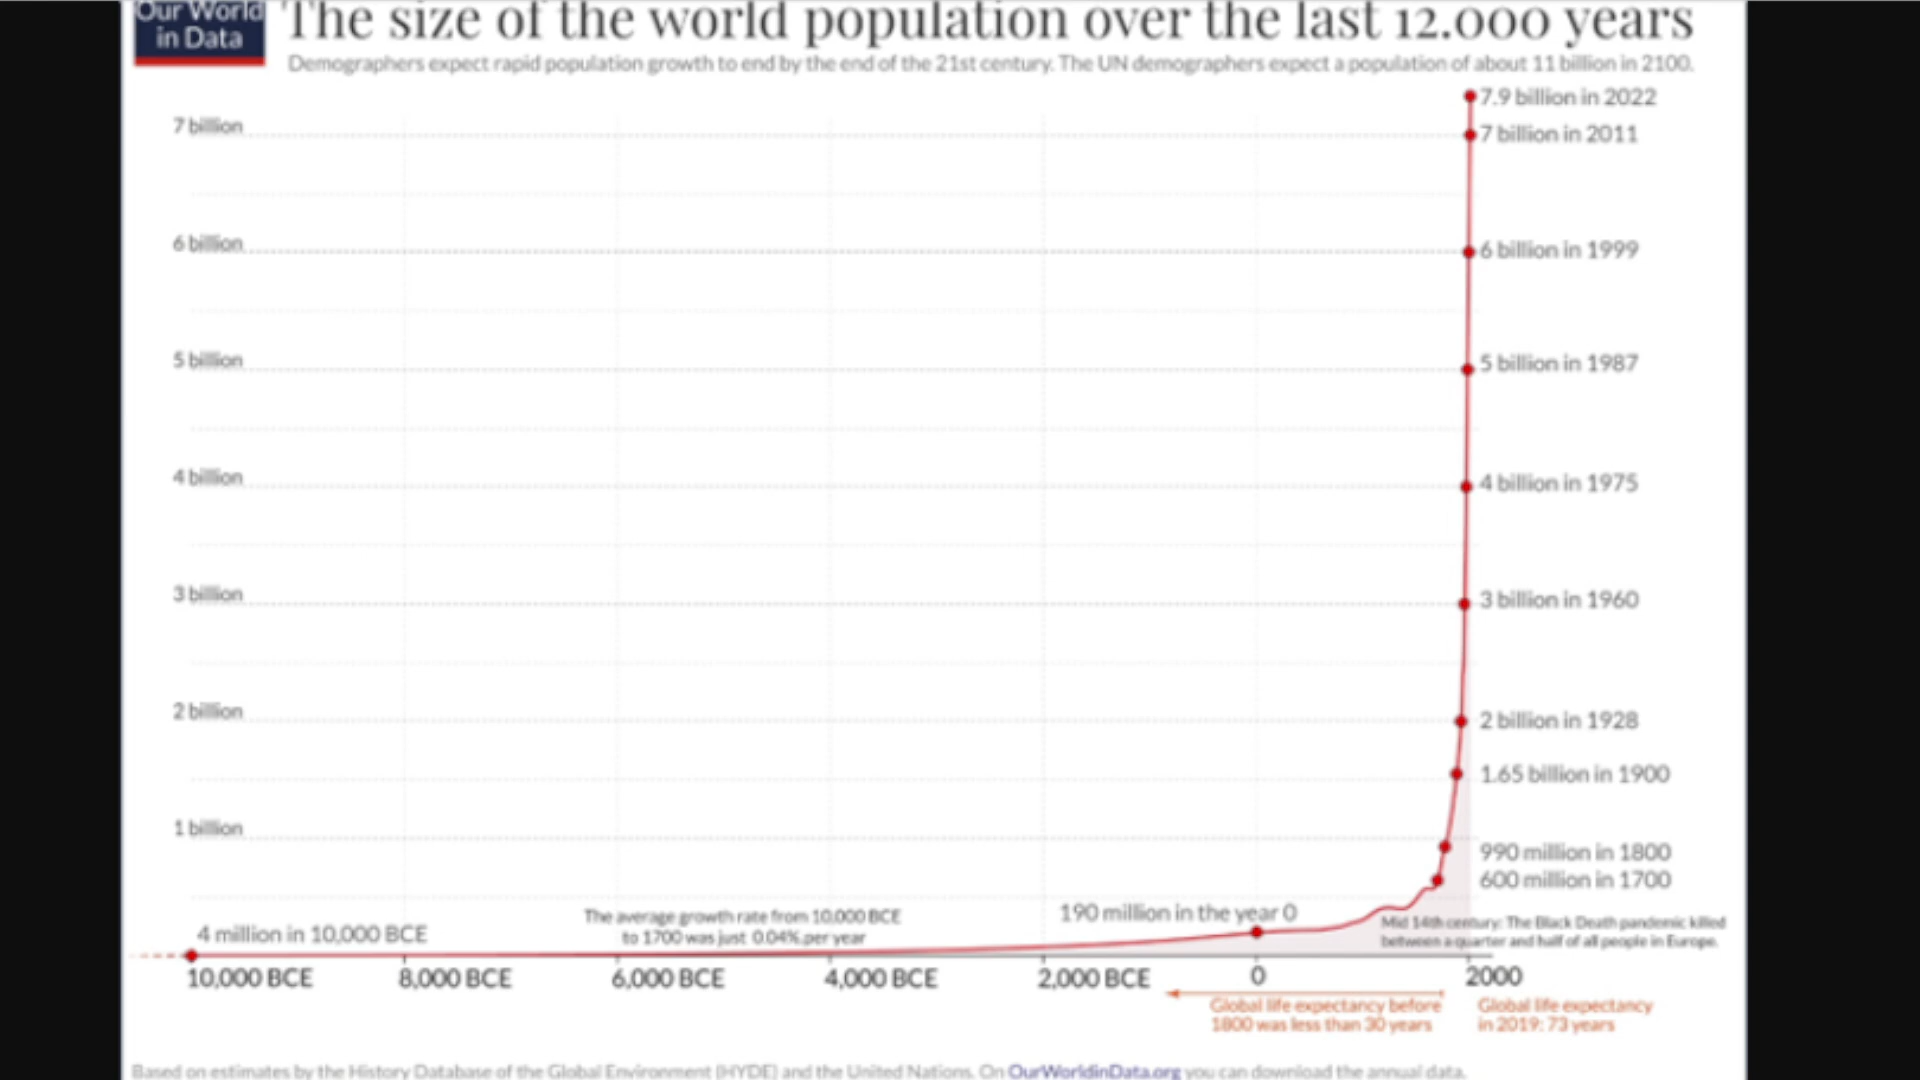 Our World
in Data
The size of the world population over the last 12.000 years
Demographers expect rapid population growth to end by the end of the 21st century. The UN demographers expect a population of about 11 billion in 2100.
7.9 billion in 2022
7 billion
7 billion in 2011
6 billion
6 billion in 1999
5 billion
5 billion in 1987
4 billion
4 billion in 1975
3 billion
3 billion in 1960
2 billion
2 billion in 1928
1.65 billion in 1900
1 billion
990 million in 1800
600 million in 1700
4 million in 10,000 BCE
The average growth rate from 10,000 BCE
to 1700 was just 0.04% per year
190 million in the year 0
Mid 14th century: The Black Death pandemic killed
between a quarter and half of all people in Europe.
10,000 BCE 8,000 BCE 6,000 BCE 4,000 BCE 2,000 BCE 0 2000
Global life expectancy before
1800 was less than 30 years
Global life expectancy
in 2019: 73 years
Based on estimates by the History Database of the Global Environment (HYDE) and the United Nations. On OurWorldinData.org you can download the annual data.